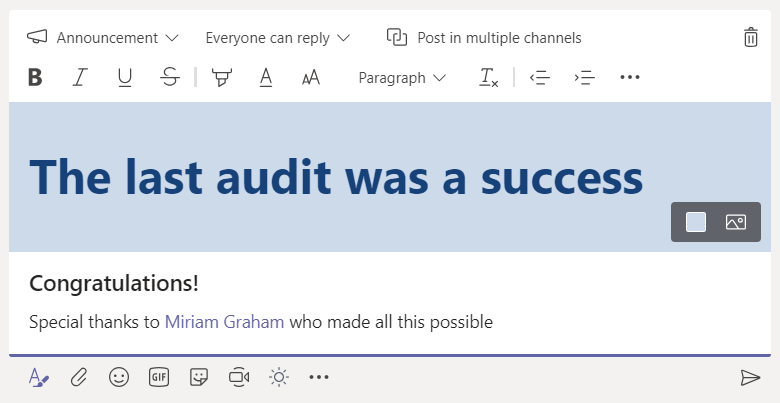 Announcement Everyone can reply Post in multiple channels
B I U S A AA Paragraph Tx
The last audit was a success
Congratulations!
Special thanks to Miriam Graham who made all this possible
GIF